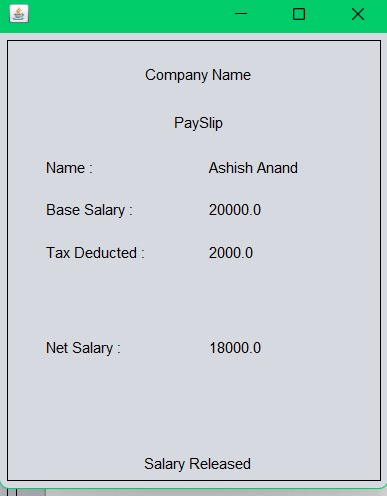 Company Name
PaySlip
Name : Ashish Anand
Base Salary : 20000.0
Tax Deducted : 2000.0
Net Salary : 18000.0
Salary Released